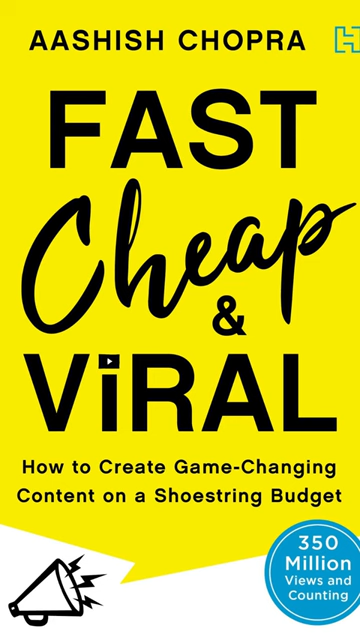 AASHISH CHOPRA
FAST
Cheap
&
ViRAL
How to Create Game-Changing
Content on a Shoestring Budget
350
Million
Views and
Counting